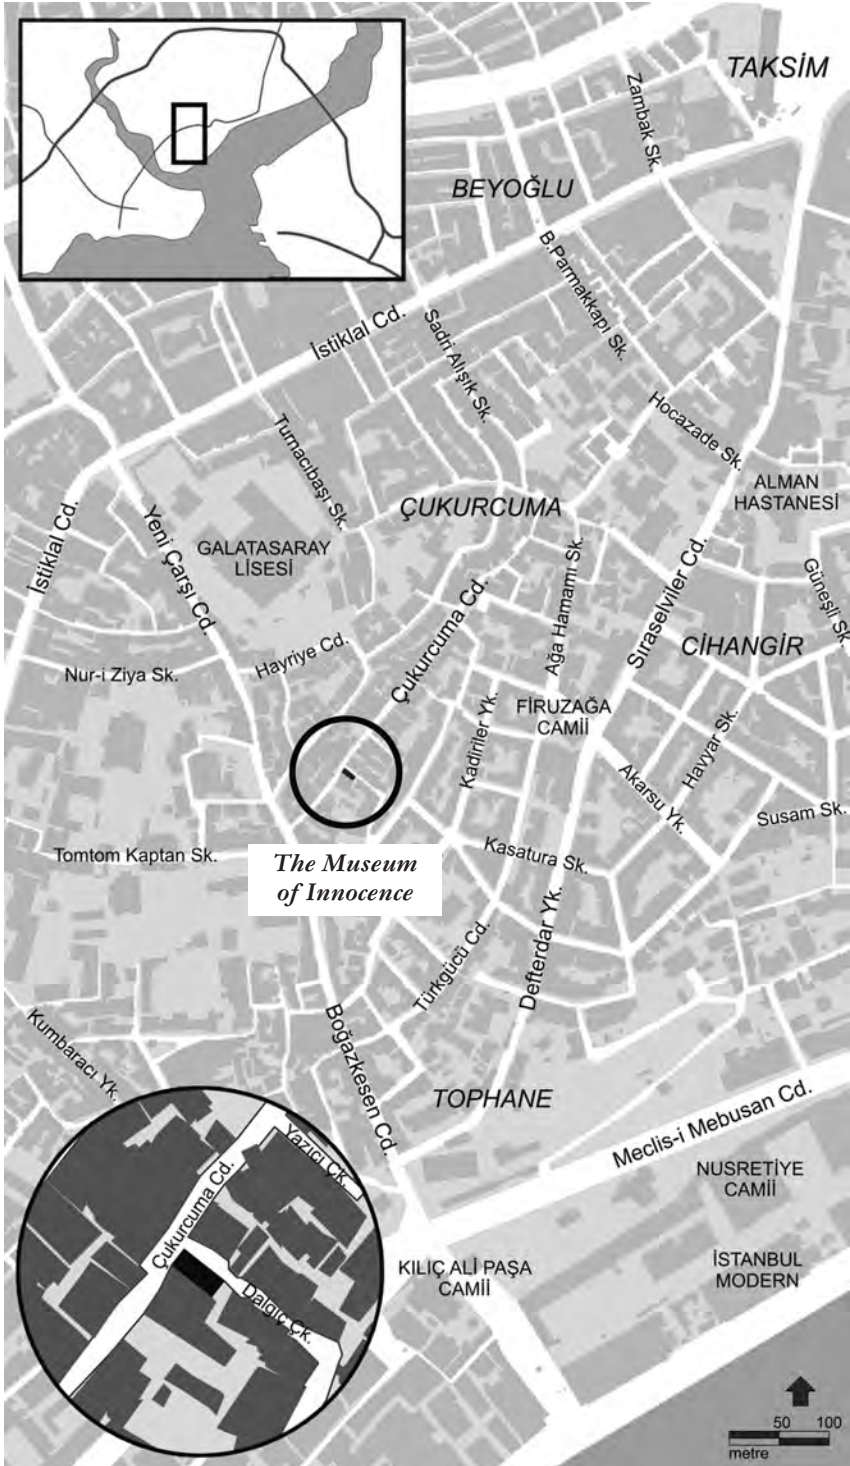 TAKSİM
Zambak Sk.
BEYOĞLU
B.Parmakkapı Sk.
İstiklal Cd.
Sadri Alışık Sk.
Hocazade Sk.
Turnacıbaşı Sk.
ALMAN
HASTANESİ
ÇUKURCUMA
İstiklal Cd.
Yeni Çarşı Cd.
GALATASARAY
LİSESİ
Ağa Hamamı Sk.
Sıraselviler Cd.
Güneşli Sk.
Çukurcuma Cd.
CİHANGİR
Hayriye Cd.
Nur-i Ziya Sk.
FİRUZAĞA
CAMİİ
Kadiriler Yk.
Havyar Sk.
Akarsu Yk.
Susam Sk.
Tomtom Kaptan Sk.
Kasatura Sk.
The Museum
of Innocence
Defterdar Yk.
Türkgücü Cd.
Kumbaracı Yk.
Boğazkesen Cd.
TOPHANE
Meclis-i Mebusan Cd.
Yazıcı Çk.
NUSRETİYE
CAMİİ
Çukurcuma Cd.
KILIÇ ALİ PAŞA
CAMİİ
İSTANBUL
MODERN
Dalgıç Çk.
50 100
metre